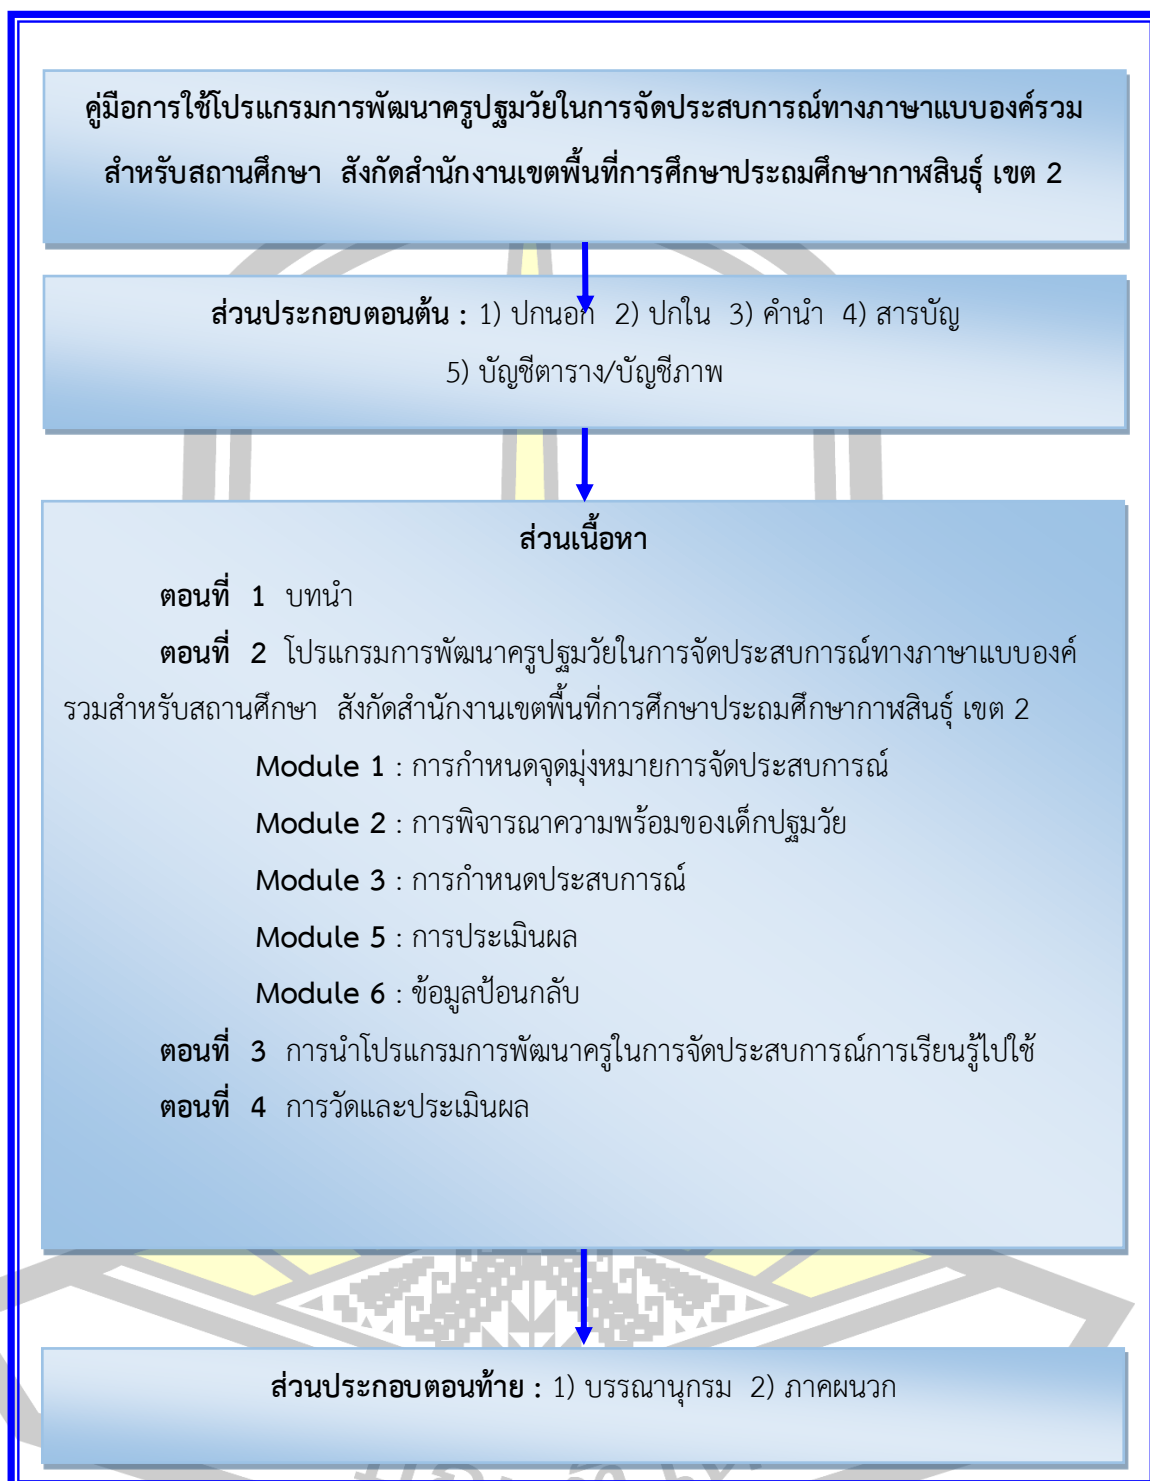 คู่มือการใช้โปรแกรมการพัฒนาครูปฐมวัยในการจัดประสบการณ์ทางภาษาแบบองค์รวม
สำหรับสถานศึกษา สังกัดสำนักงานเขตพื้นที่การศึกษาประถมศึกษากาฬสินธุ์ เขต 2
ส่วนประกอบตอนต้น : 1) ปกนอก 2) ปกใน 3) คำนำ 4) สารบัญ
5) บัญชีตาราง/บัญชีภาพ
ส่วนเนื้อหา
ตอนที่ 1 บทนำ
ตอนที่ 2 โปรแกรมการพัฒนาครูปฐมวัยในการจัดประสบการณ์ทางภาษาแบบองค์
รวมสำหรับสถานศึกษา สังกัดสำนักงานเขตพื้นที่การศึกษาประถมศึกษากาฬสินธุ์ เขต 2
Module 1 : การกำหนดจุดมุ่งหมายการจัดประสบการณ์
Module 2 : การพิจารณาความพร้อมของเด็กปฐมวัย
Module 3 : การกำหนดประสบการณ์
Module 5 : การประเมินผล
Module 6 : ข้อมูลป้อนกลับ
ตอนที่ 3 การนำโปรแกรมการพัฒนาครูในการจัดประสบการณ์การเรียนรู้ไปใช้
ตอนที่ 4 การวัดและประเมินผล
ส่วนประกอบตอนท้าย : 1) บรรณานุกรม 2) ภาคผนวก